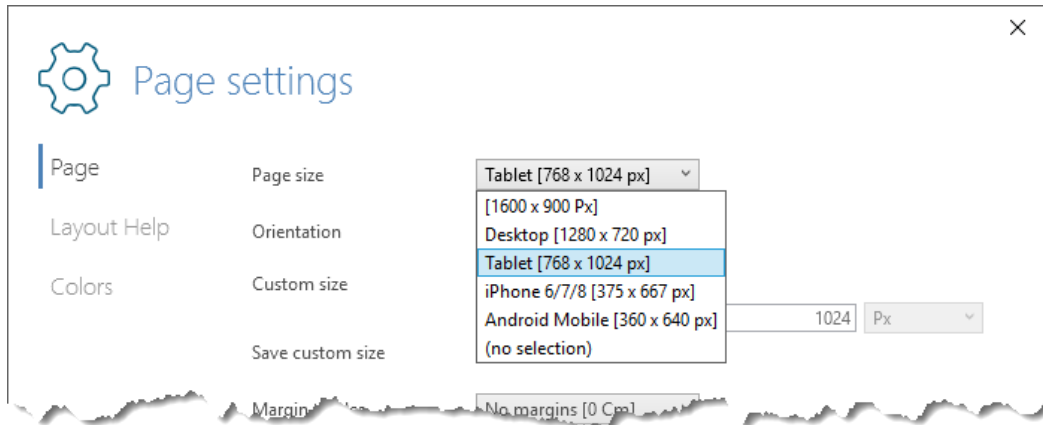 Page settings
Page
Page size
Tablet [768 x 1024 px]
[1600 x 900 Px]
Layout Help
Orientation
Desktop [1280 x 720 px]
Tablet [768 x 1024 px]
Colors
Custom size
iPhone 6/7/8 [375 x 667 px]
Android Mobile [360 x 640 px]
1024 Px
Save custom size
(no selection)
Margin
No margins [0 Cm]